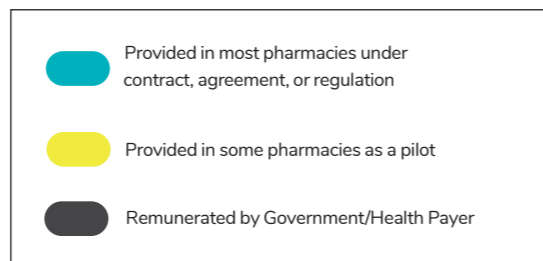 Provided in most pharmacies under
contract, agreement, or regulation
Provided in some pharmacies as a pilot
Remunerated by Government/Health Payer